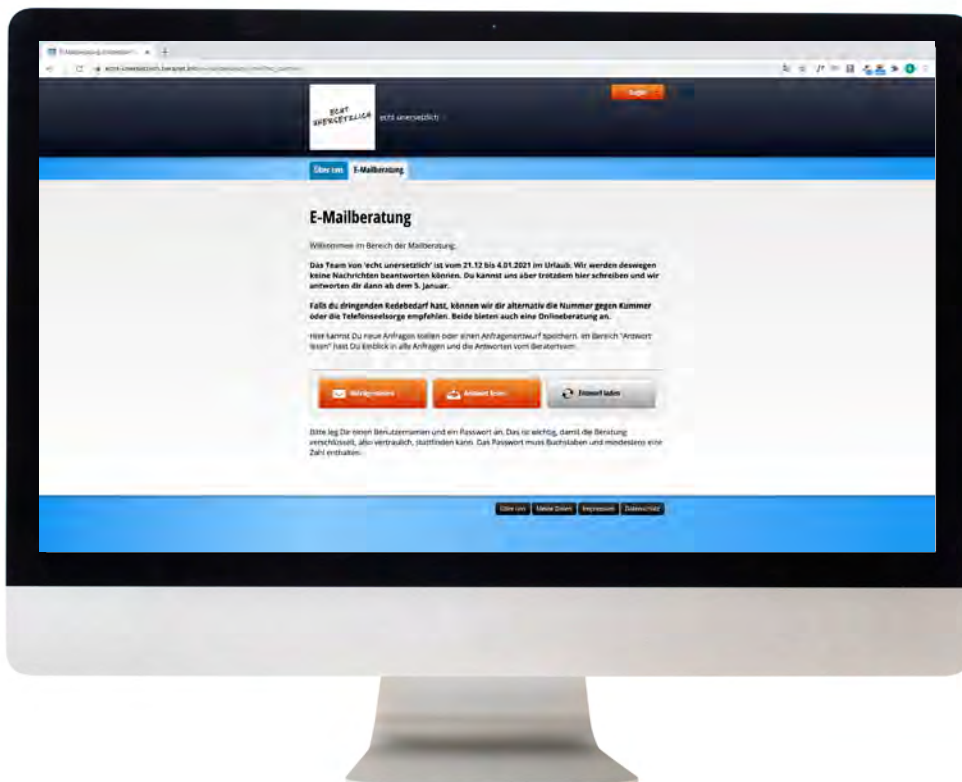 ECHT
UNERSETZLICH
echt unersetzlich
Login
Über uns
E-Mailberatung
E-Mailberatung
Willkommen im Bereich der Mailberatung.
Das Team von 'echt unersetzlich' ist vom 21.12 bis 4.01.2021 im Urlaub. Wir werden deswegen
keine Nachrichten beantworten können. Du kannst uns aber trotzdem hier schreiben und wir
antworten dir dann ab dem 5. Januar.
Falls du dringenden Redebedarf hast, können wir dir alternativ die Nummer gegen Kummer
oder die Telefonseelsorge empfehlen. Beide bieten auch eine Onlineberatung an.
Hier kannst Du neue Anfragen stellen oder einen Anfragenentwurf speichern. Im Bereich "Antwort
lesen" hast Du Einblick in alle Anfragen und die Antworten vom Beraterteam.
Antwort lesen
Entwurf laden
Bitte leg Dir einen Benutzernamen und ein Passwort an. Das ist wichtig, damit die Beratung
verschlüsselt, also vertraulich, stattfinden kann. Das Passwort muss Buchstaben und mindestens eine
Zahl enthalten.
Über uns
Meine Daten
Impressum
Datenschutz